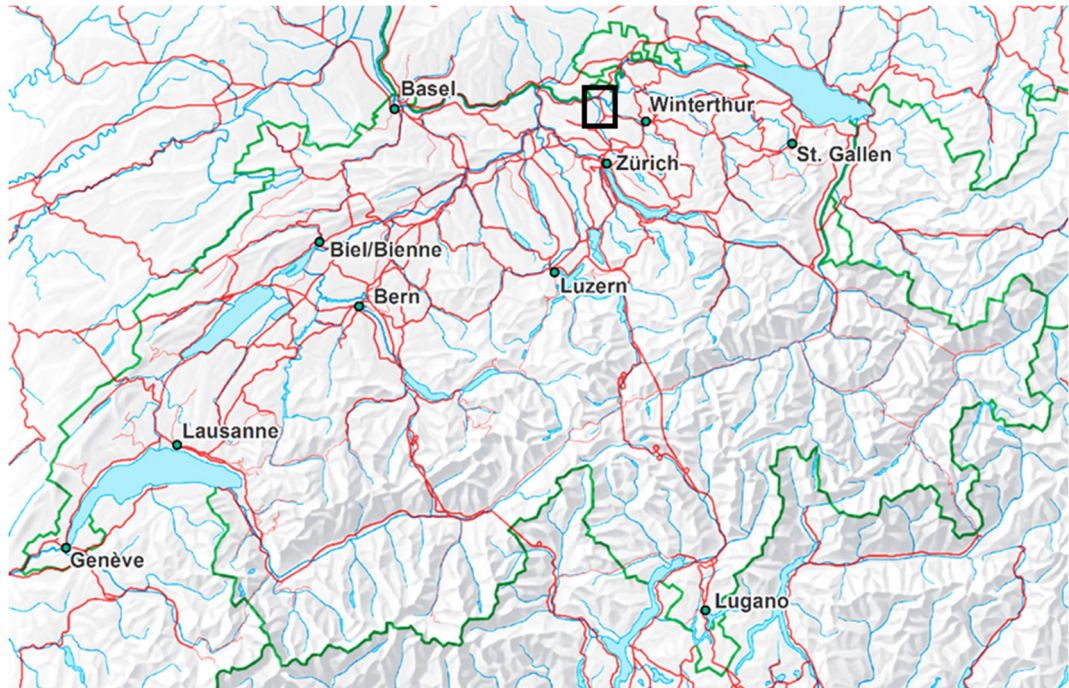 Basel
Winterthur
St. Gallen
Zürich
Biel/Bienne
Luzern
Bern
Lausanne
Genève
Lugano